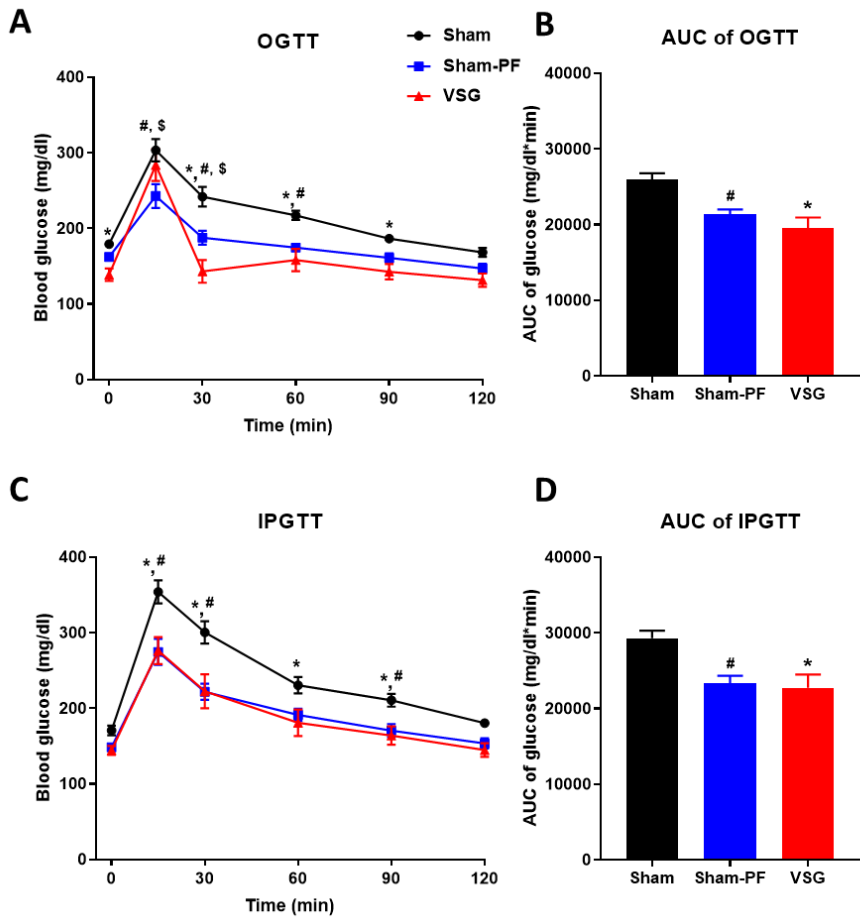 A
OGTT
Sham
Sham-PF
VSG
Blood glucose (mg/dl)
400
300
200
100
0
#, $
*
*,#, $
*,#
*
0
30
60
90
120
Time (min)
B
AUC of OGTT
AUC of glucose (mg/dl*min)
40000
30000
20000
10000
0
#
*
Sham
Sham-PF
VSG
C
IPGTT
Blood glucose (mg/dl)
400
300
200
100
0
*,#
*,#
*
*,#
0
30
60
90
120
Time (min)
D
AUC of IPGTT
AUC of glucose (mg/dl*min)
40000
30000
20000
10000
0
#
*
Sham
Sham-PF
VSG